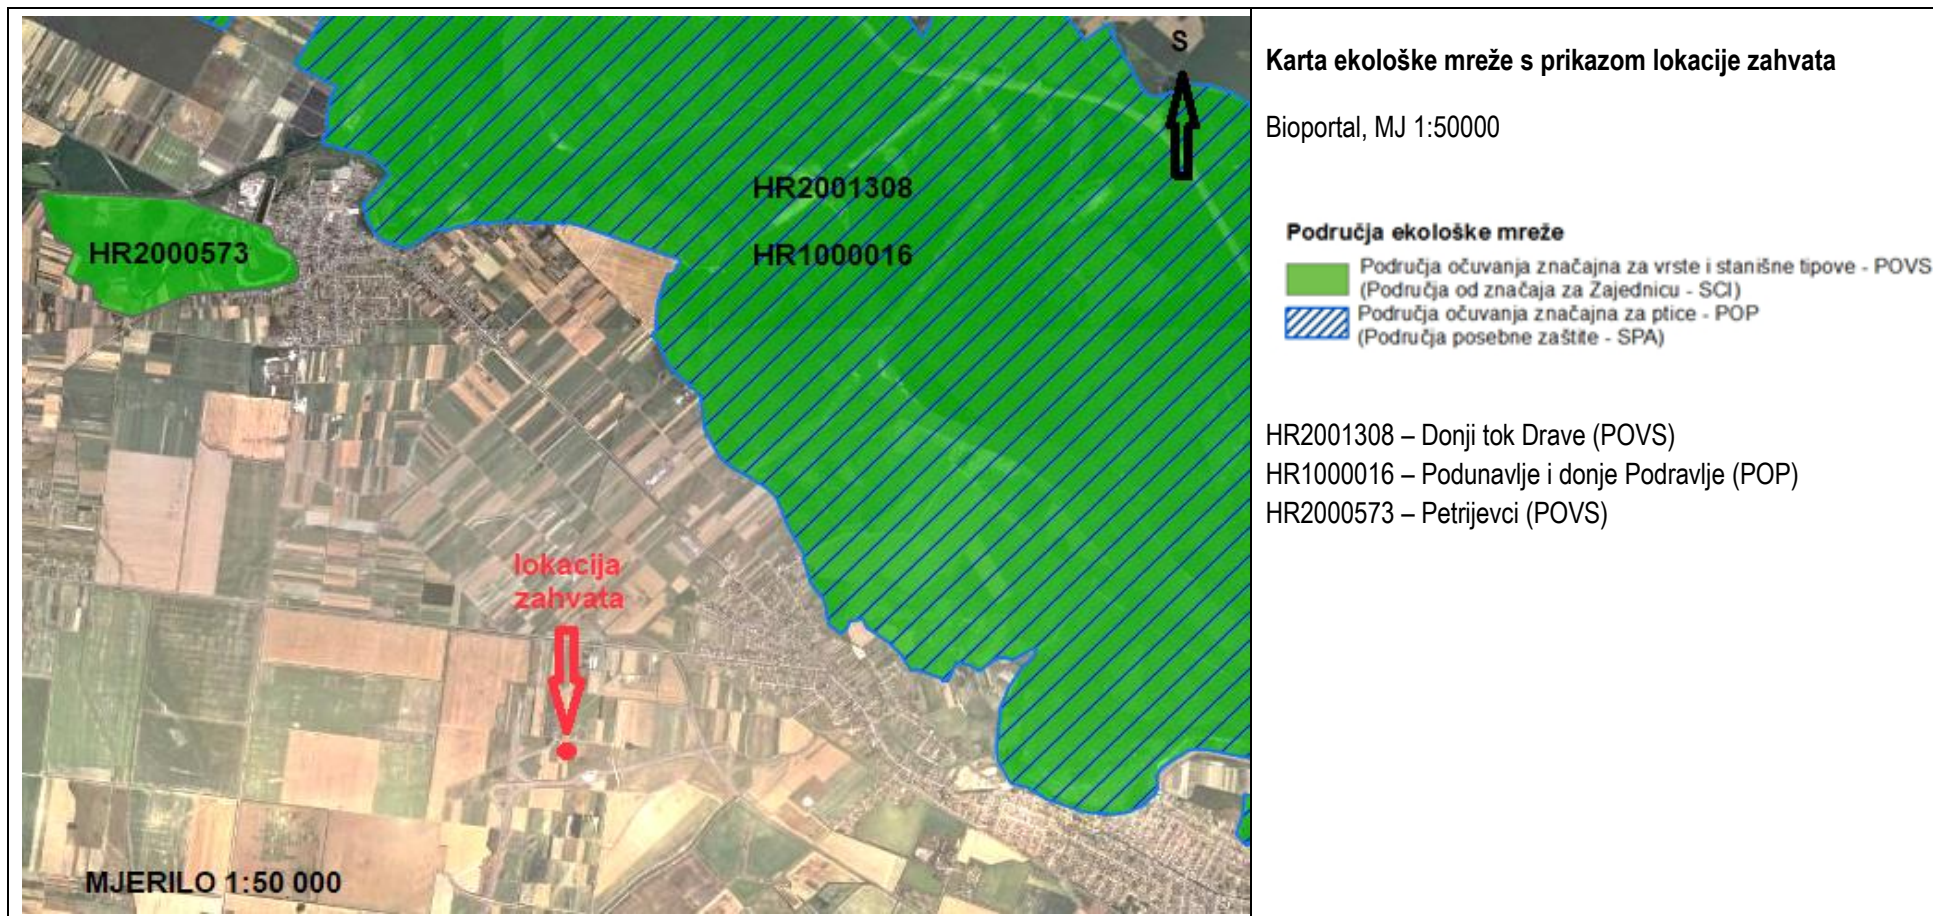 S
HR2001308
HR2000573
HR1000016
lokacija
zahvata
MJERILO 1:50 000
Karta ekološke mreže s prikazom lokacije zahvata
Bioportal, MJ 1:50000
Područja ekološke mreže
Područja očuvanja značajna za vrste i stanišne tipove - POVS
(Područja od značaja za Zajednicu - SCI)
Područja očuvanja značajna za ptice - POP
(Područja posebne zaštite - SPA)
HR2001308 – Donji tok Drave (POVS)
HR1000016 – Podunavlje i donje Podravlje (POP)
HR2000573 – Petrijevci (POVS)